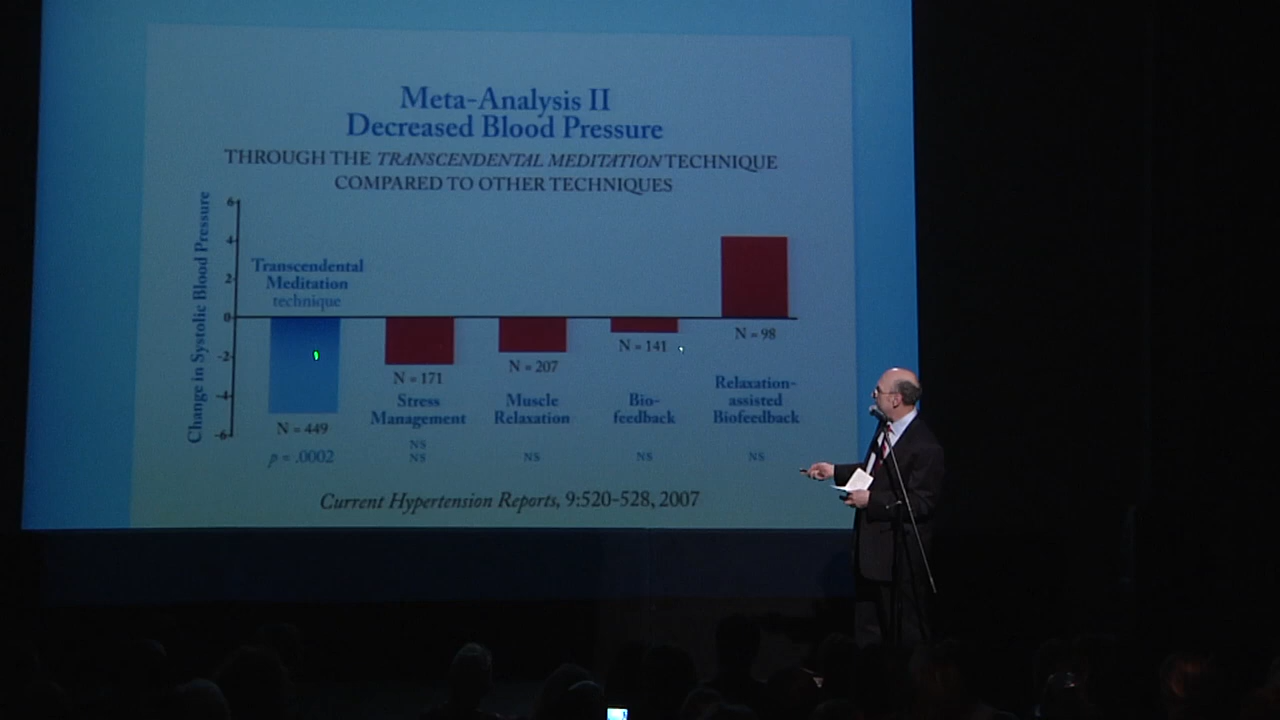 Meta-Analysis II
Decreased Blood Pressure
THROUGH THE TRANSCENDENTAL MEDITATION TECHNIQUE
COMPARED TO OTHER TECHNIQUES
Change in Systolic Blood Pressure
6
4
2
0
-2
-4
-6
Transcendental
Meditation
technique
N = 449
p = .0002
N = 171
Stress
Management
NS
NS
N = 207
Muscle
Relaxation
NS
N = 141
Bio-
feedback
NS
N = 98
Relaxation-
assisted
Biofeedback
NS
Current Hypertension Reports, 9:520-528, 2007